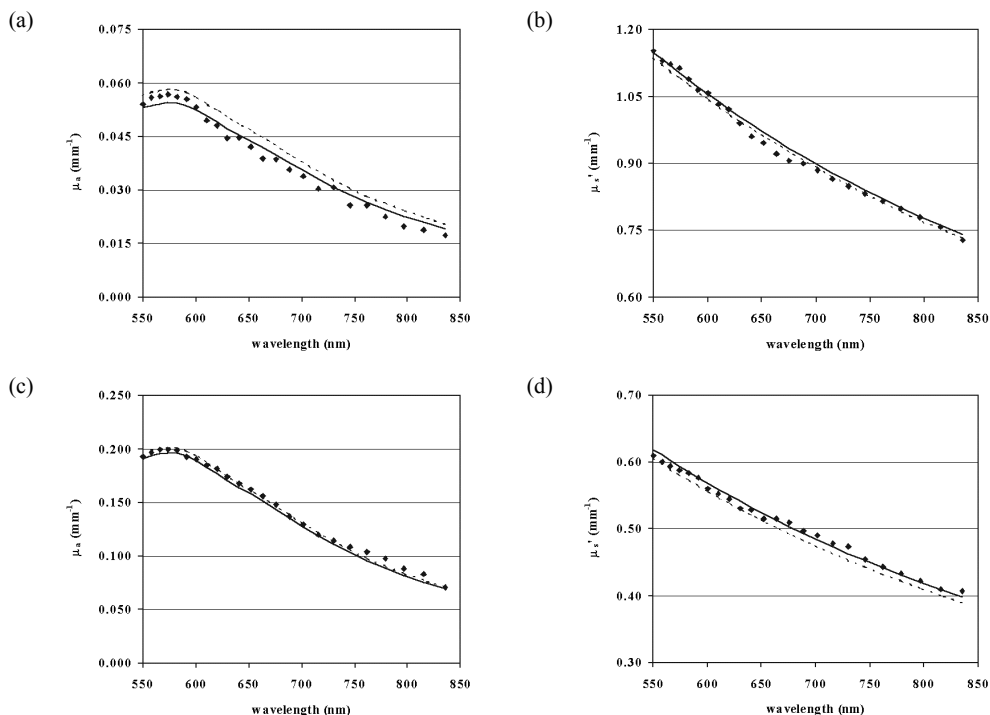 (a)
0.075
0.060
0.045
0.030
0.015
0.000
μa (mm-1)
550 600 650 700 750 800 850
wavelength (nm)
(b)
1.20
1.05
0.90
0.75
0.60
μs' (mm-1)
550 600 650 700 750 800 850
wavelength (nm)
(c)
0.250
0.200
0.150
0.100
0.050
0.000
μa (mm-1)
550 600 650 700 750 800 850
wavelength (nm)
(d)
0.70
0.60
0.50
0.40
0.30
μs' (mm-1)
550 600 650 700 750 800 850
wavelength (nm)